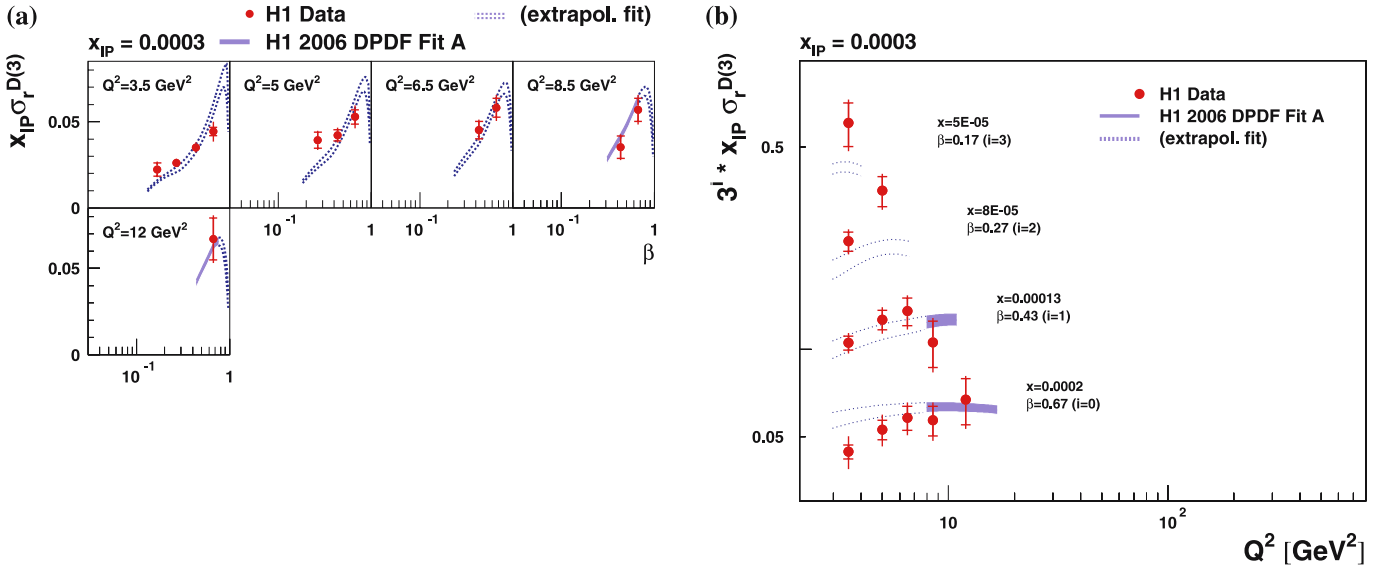 (a)
H1 Data
(extrapol. fit)
x_IP = 0.0003
H1 2006 DPDF Fit A
x_IP σ_r^D(3)
Q²=3.5 GeV²
Q²=5 GeV²
Q²=6.5 GeV²
Q²=8.5 GeV²
0.05
0
10⁻¹
1
10⁻¹
1
10⁻¹
1
β
Q²=12 GeV²
0.05
0
10⁻¹
1
(b)
x_IP = 0.0003
3^i * x_IP σ_r^D(3)
H1 Data
H1 2006 DPDF Fit A
(extrapol. fit)
0.5
x=5E-05
β=0.17 (i=3)
x=8E-05
β=0.27 (i=2)
x=0.00013
β=0.43 (i=1)
x=0.0002
β=0.67 (i=0)
0.05
10
10²
Q² [GeV²]